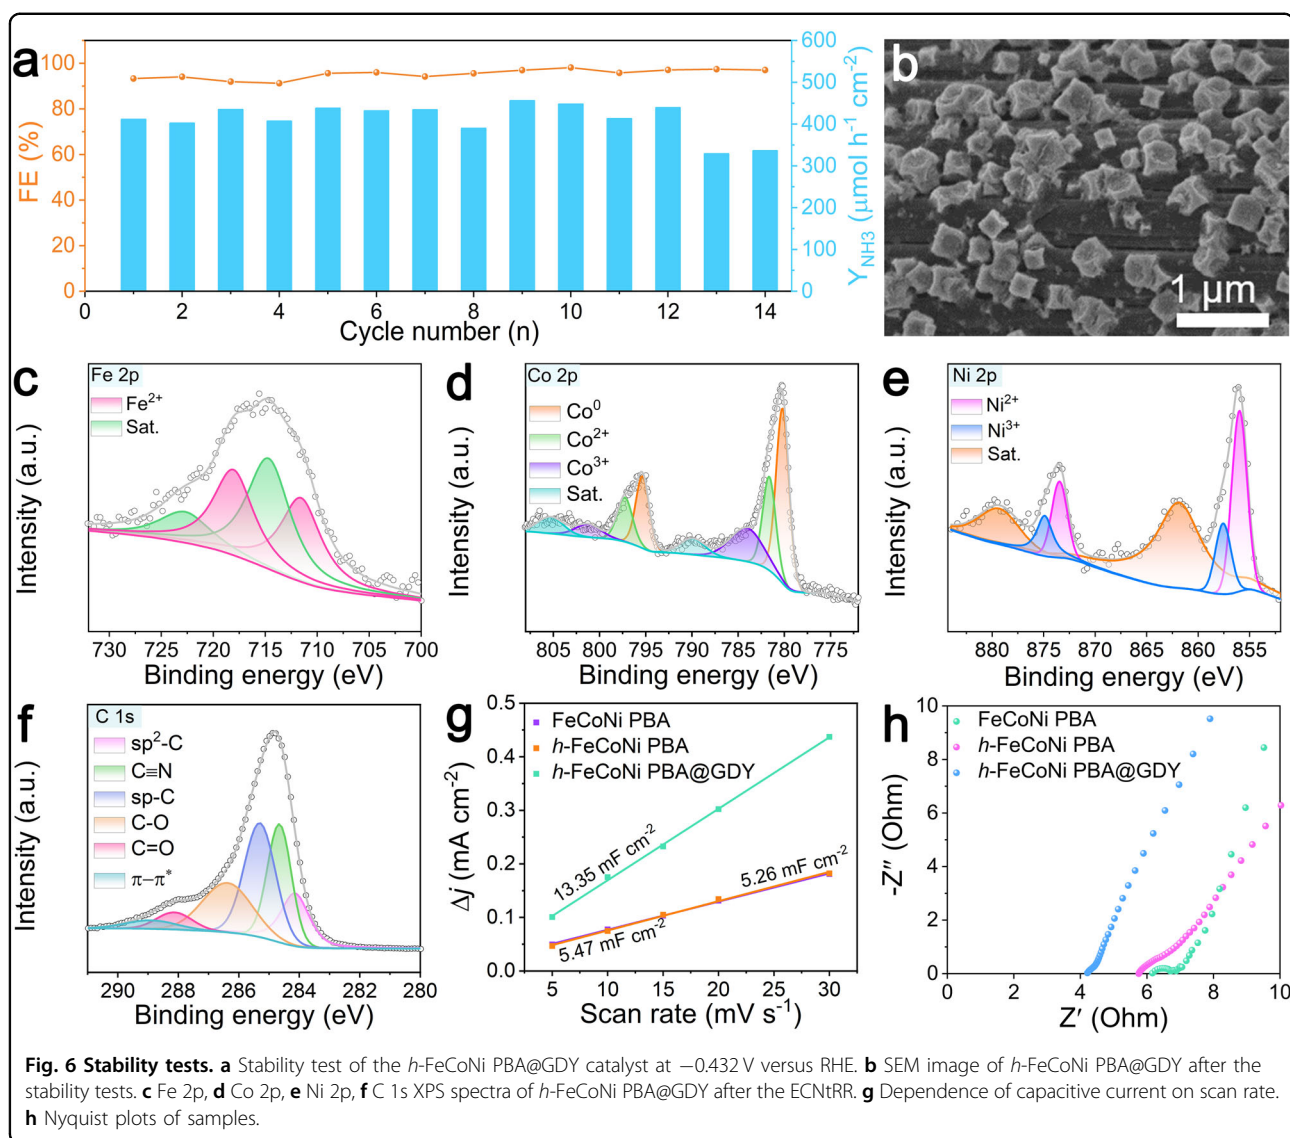 a
FE (%)
100
80
60
40
20
0
600
500
400
300
200
100
0
Y_NH3 (μmol h⁻¹ cm⁻²)
0 2 4 6 8 10 12 14
Cycle number (n)
b
1 μm
c
Fe 2p
Fe²⁺
Sat.
Intensity (a.u.)
730 725 720 715 710 705 700
Binding energy (eV)
d
Co 2p
Co⁰
Co²⁺
Co³⁺
Sat.
Intensity (a.u.)
805 800 795 790 785 780 775
Binding energy (eV)
e
Ni 2p
Ni²⁺
Ni³⁺
Sat.
Intensity (a.u.)
880 875 870 865 860 855
Binding energy (eV)
f
C 1s
sp²-C
C≡N
sp-C
C-O
C=O
π–π*
Intensity (a.u.)
290 288 286 284 282 280
Binding energy (eV)
g
FeCoNi PBA
h-FeCoNi PBA
h-FeCoNi PBA@GDY
Δj (mA cm⁻²)
0.5
0.4
0.3
0.2
0.1
0.0
13.35 mF cm⁻²
5.26 mF cm⁻²
5.47 mF cm⁻²
5 10 15 20 25 30
Scan rate (mV s⁻¹)
h
FeCoNi PBA
h-FeCoNi PBA
h-FeCoNi PBA@GDY
-Z″ (Ohm)
10
8
6
4
2
0
0 2 4 6 8 10
Z′ (Ohm)
Fig. 6 Stability tests. a Stability test of the h-FeCoNi PBA@GDY catalyst at −0.432 V versus RHE. b SEM image of h-FeCoNi PBA@GDY after the
stability tests. c Fe 2p, d Co 2p, e Ni 2p, f C 1s XPS spectra of h-FeCoNi PBA@GDY after the ECNtRR. g Dependence of capacitive current on scan rate.
h Nyquist plots of samples.